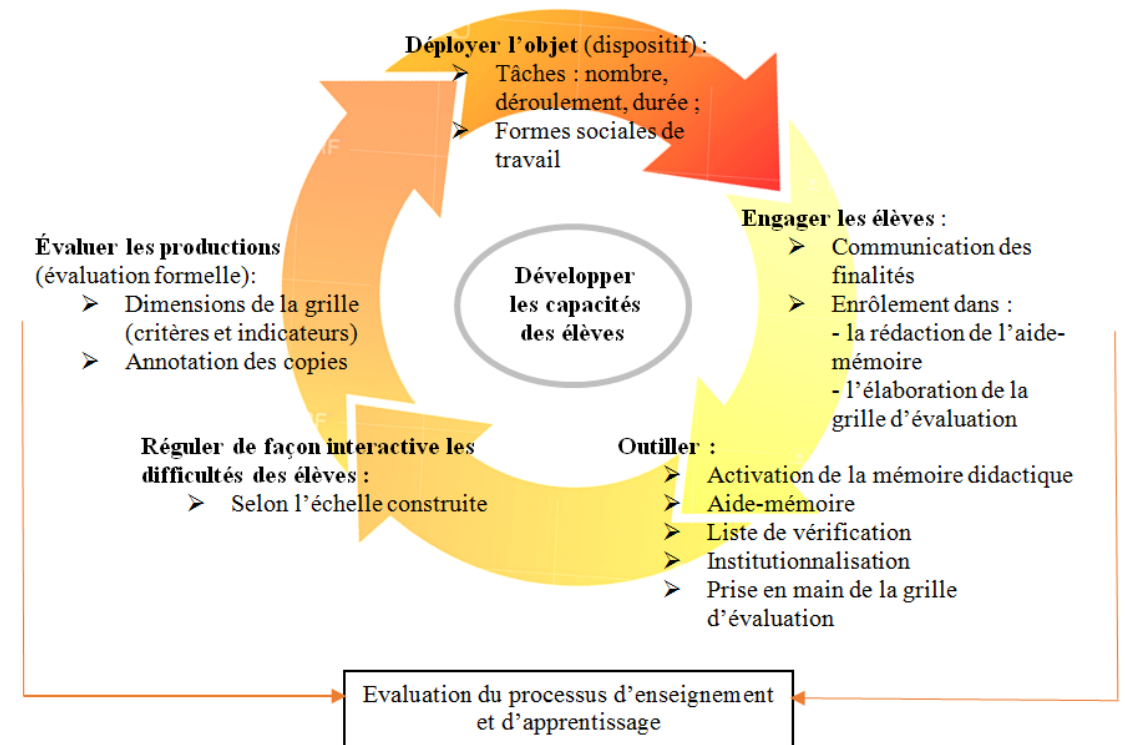 Déployer l’objet (dispositif) :
➢ Tâches : nombre,
déroulement, durée ;
➢ Formes sociales de
travail
Engager les élèves :
➢ Communication des
finalités
➢ Enrôlement dans :
- la rédaction de l’aide-
mémoire
- l’élaboration de la
grille d’évaluation
Développer
les capacités
des élèves
Évaluer les productions
(évaluation formelle):
➢ Dimensions de la grille
(critères et indicateurs)
➢ Annotation des copies
Réguler de façon interactive les
difficultés des élèves :
➢ Selon l’échelle construite
Outiller :
➢ Activation de la mémoire didactique
➢ Aide-mémoire
➢ Liste de vérification
➢ Institutionnalisation
➢ Prise en main de la grille
d’évaluation
Evaluation du processus d’enseignement
et d’apprentissage